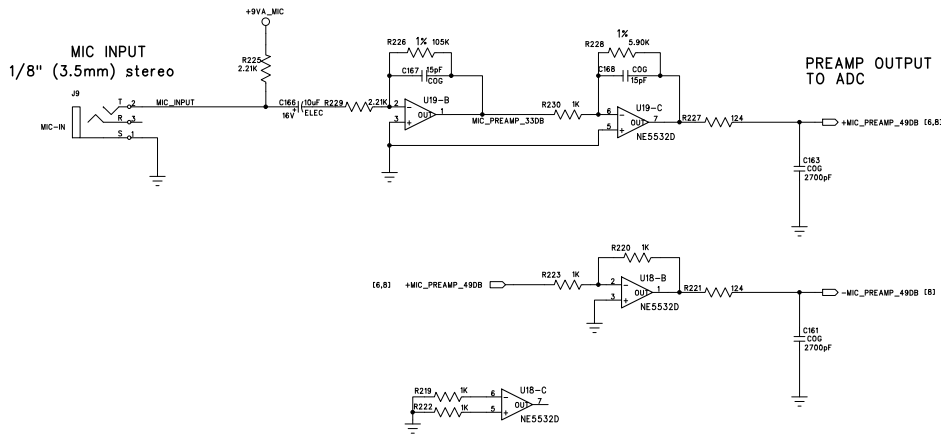 +9VA_MIC
MIC INPUT
1/8" (3.5mm) stereo
R225
2.21K
J9
MIC-IN
T 2
R 3
S 1
MIC_INPUT
C166 10uF
16V ELEC
R229 2.21K
R226 1% 105K
C167 15pF
COG
U19-B
2
3
OUT 1
MIC_PREAMP_33DB
R230 1K
R228 1% 5.90K
C168 COG
15pF
U19-C
6
5
OUT 7
NE5532D
R227 124
PREAMP OUTPUT
TO ADC
+MIC_PREAMP_49DB [6,8]
C163
COG
2700pF
[6,8] +MIC_PREAMP_49DB
R223 1K
R220 1K
U18-B
2
3
OUT 1
NE5532D
R221 124
-MIC_PREAMP_49DB [8]
C161
COG
2700pF
R219 1K
R222 1K
U18-C
6
5
OUT 7
NE5532D